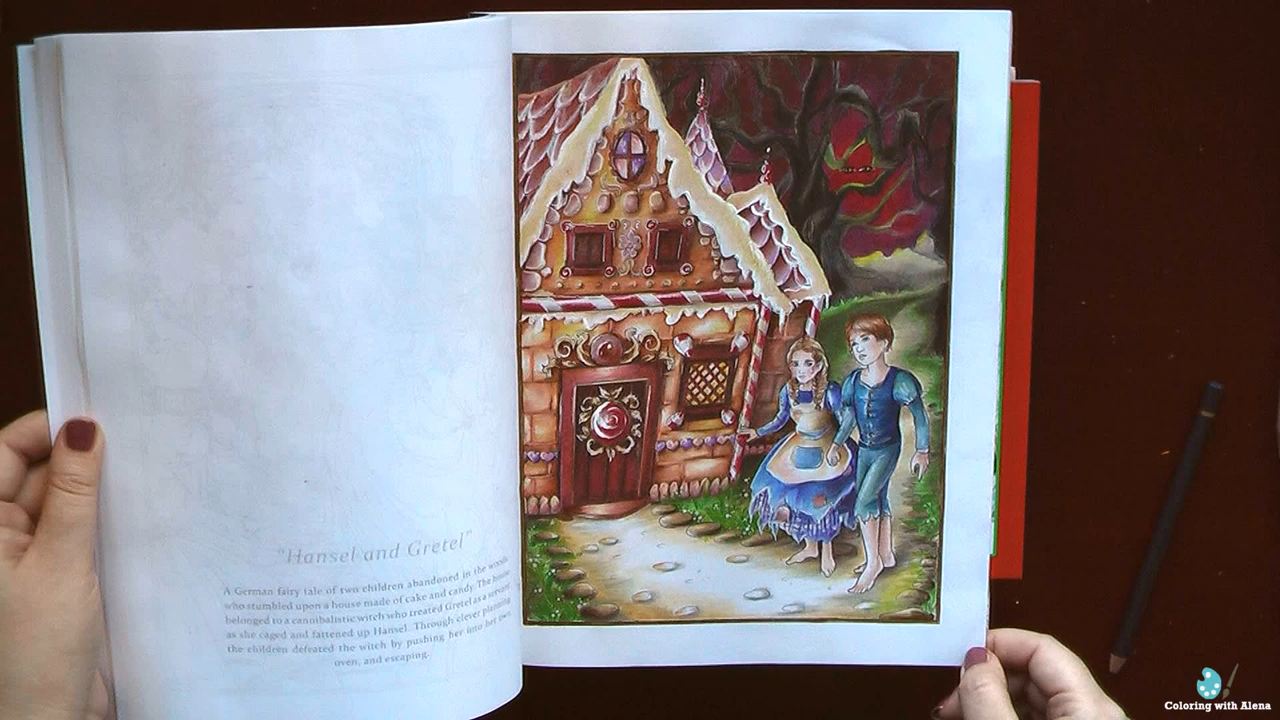 "Hansel and Gretel"
A German fairy tale of two children abandoned in the woods
who stumbled upon a house made of cake and candy. The house
belonged to a cannibalistic witch who treated Gretel as a servant
as she caged and fattened up Hansel. Through clever planning
the children defeated the witch by pushing her into her own
oven, and escaping.
Coloring with Alena